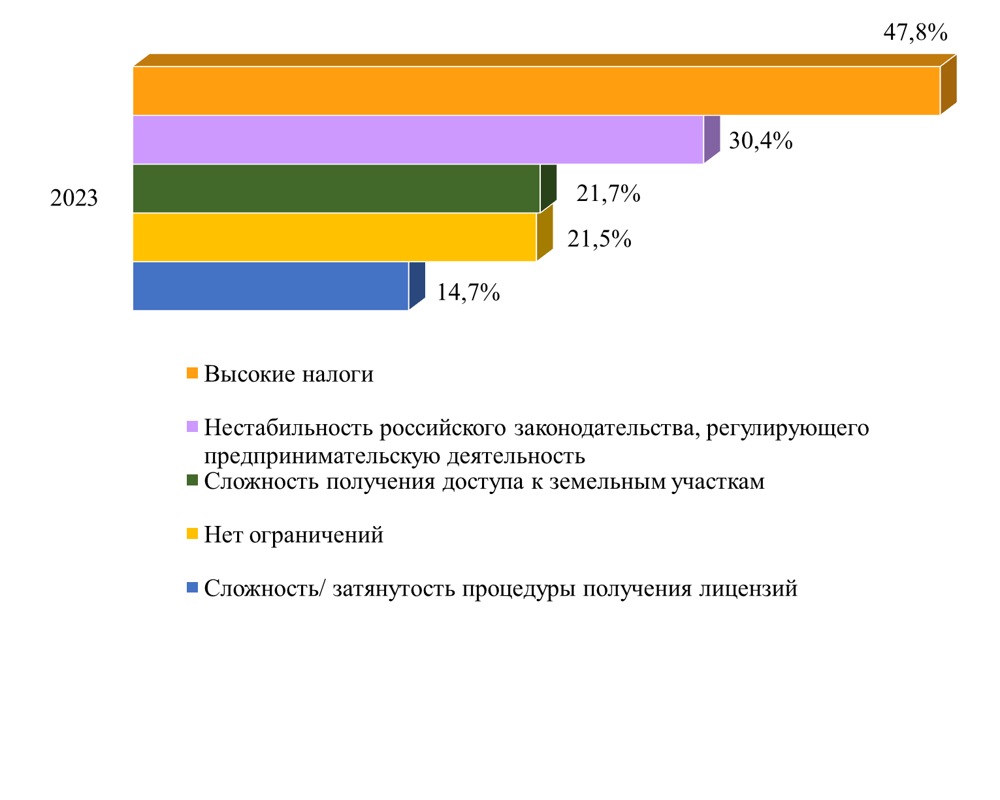 47,8%
30,4%
21,7%
2023
21,5%
14,7%
Высокие налоги
Нестабильность российского законодательства, регулирующего
предпринимательскую деятельность
Сложность получения доступа к земельным участкам
Нет ограничений
Сложность/ затянутость процедуры получения лицензий